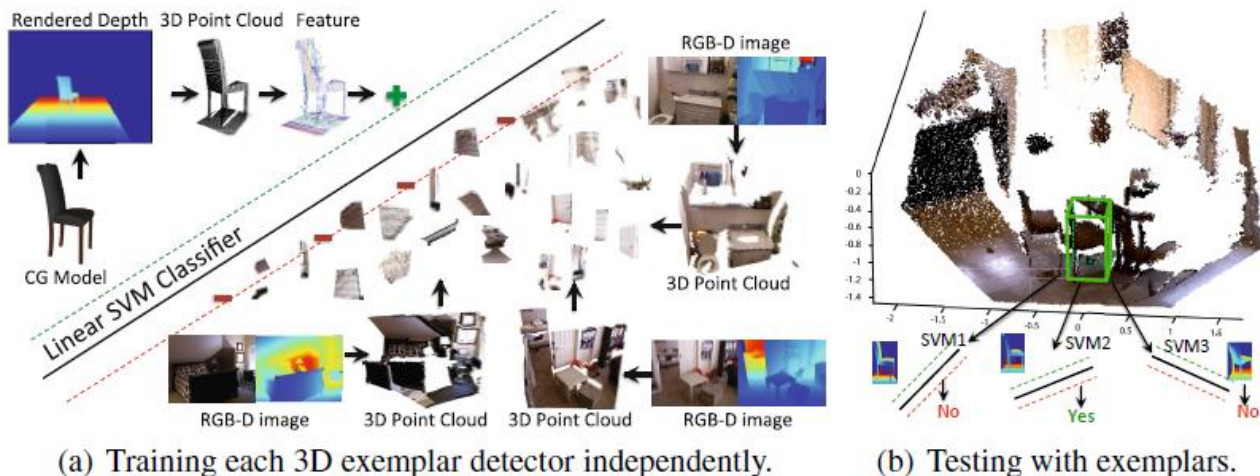 Rendered Depth 3D Point Cloud Feature
RGB-D image
CG Model
Linear SVM Classifier
3D Point Cloud
RGB-D image 3D Point Cloud 3D Point Cloud RGB-D image
(a) Training each 3D exemplar detector independently.
0
-0.2
-0.4
-0.6
-0.8
-1
-1.2
-1.4
-2 -1.5 -1 -0.5 0 0.5 1 1.6
SVM1 SVM2 SVM3
No Yes No
(b) Testing with exemplars.